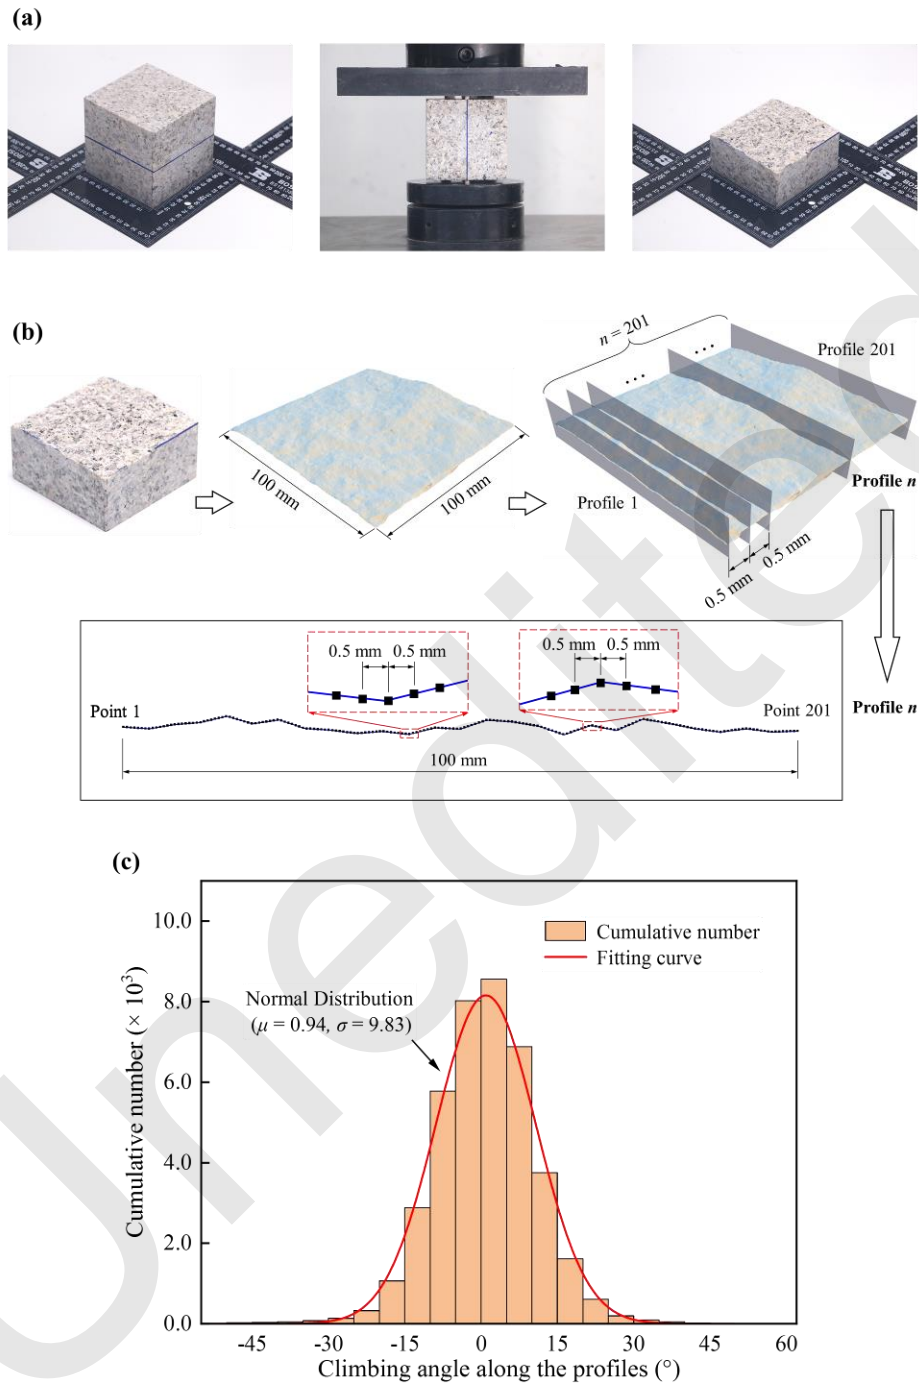 (a)
(b)
n = 201
Profile 201
100 mm
100 mm
Profile 1
Profile n
0.5 mm
0.5 mm
0.5 mm
0.5 mm
0.5 mm
0.5 mm
Point 1
Point 201
Profile n
100 mm
(c)
10.0
8.0
6.0
4.0
2.0
0.0
Cumulative number (× 10³)
Cumulative number
Fitting curve
Normal Distribution
(μ = 0.94, σ = 9.83)
-45
-30
-15
0
15
30
45
60
Climbing angle along the profiles (°)
Unedited